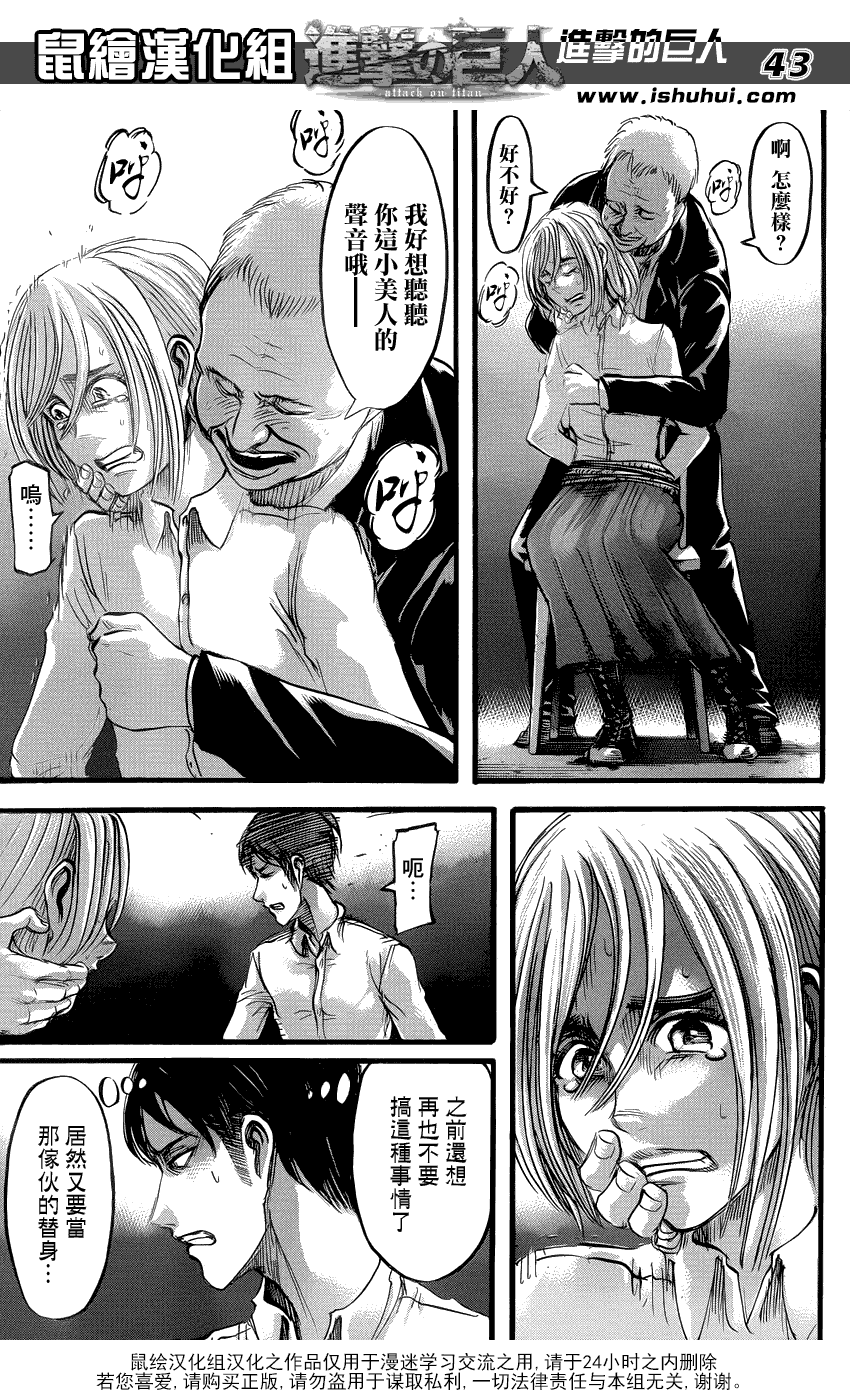 鼠繪漢化組
進撃の巨人
attack on titan
進擊的巨人
43
www.ishuhui.com
啊 怎麼樣?
好不好?
呼
呼
我好想聽聽
你這小美人的
聲音哦——
呼
呼
呼
嗚……
呃…
之前還想
再也不要
搞這種事情了
居然又要當
那傢伙的替身…
鼠绘汉化组汉化之作品仅用于漫迷学习交流之用, 请于24小时之内删除
若您喜爱, 请购买正版, 请勿盗用于谋取私利, 一切法律责任与本组无关, 谢谢.